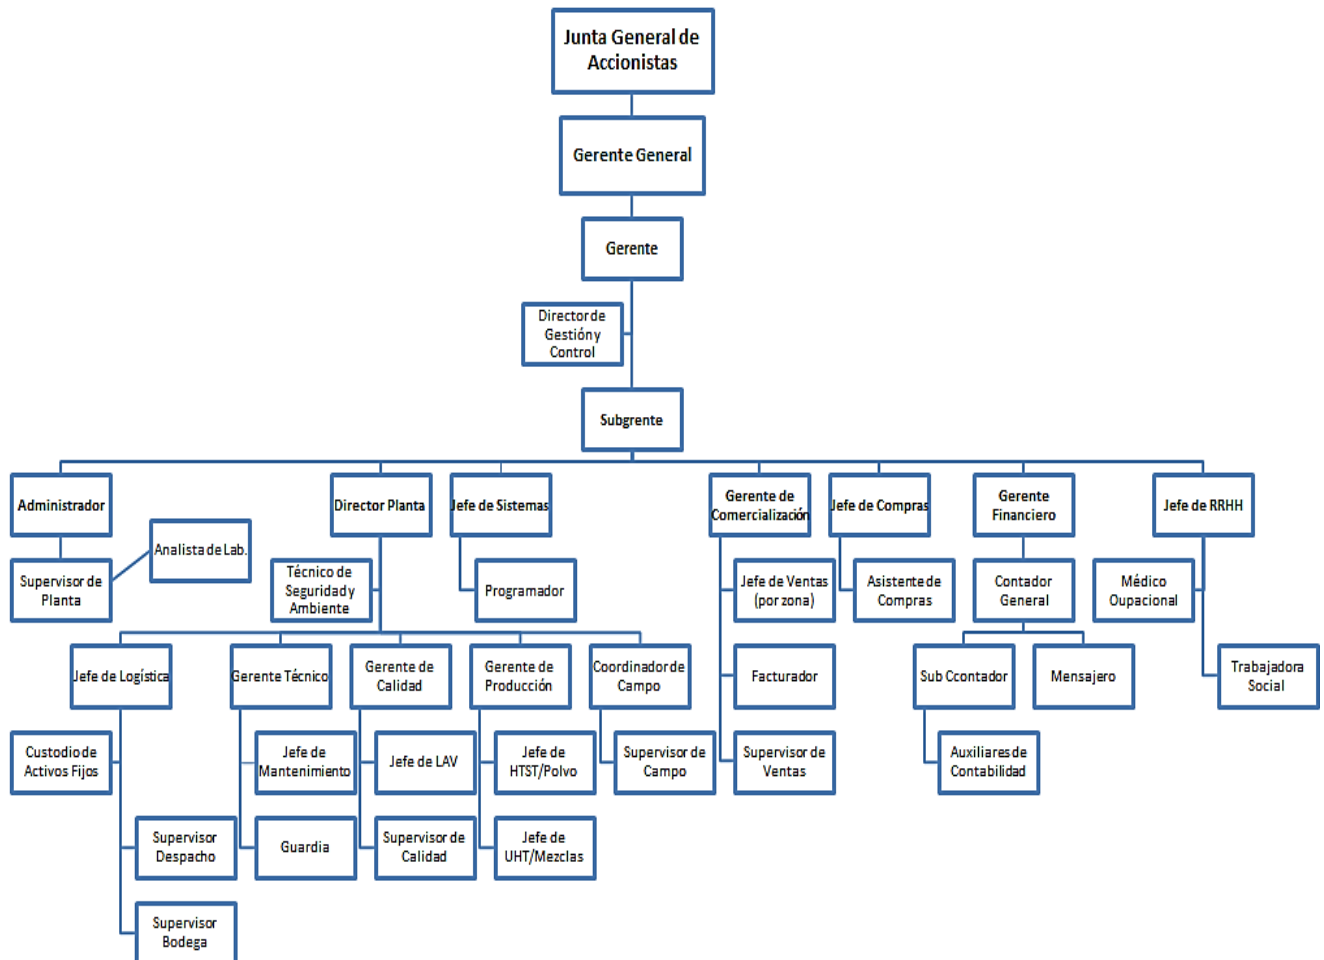 Junta General de
Accionistas
Gerente General
Gerente
Director de
Gestión y
Control
Subgrente
Administrador
Director Planta
Jefe de Sistemas
Gerente de
Comercialización
Jefe de Compras
Gerente
Financiero
Jefe de RRHH
Analista de Lab.
Supervisor de
Planta
Técnico de
Seguridad y
Ambiente
Programador
Jefe de Ventas
(por zona)
Asistente de
Compras
Contador
General
Médico
Oupacional
Jefe de Logística
Gerente Técnico
Gerente de
Calidad
Gerente de
Producción
Coordinador de
Campo
Facturador
Sub Ccontador
Mensajero
Trabajadora
Social
Custodio de
Activos Fijos
Jefe de
Mantenimiento
Jefe de LAV
Jefe de
HTST/Polvo
Supervisor de
Campo
Supervisor de
Ventas
Auxiliares de
Contabilidad
Supervisor
Despacho
Guardia
Supervisor de
Calidad
Jefe de
UHT/Mezclas
Supervisor
Bodega